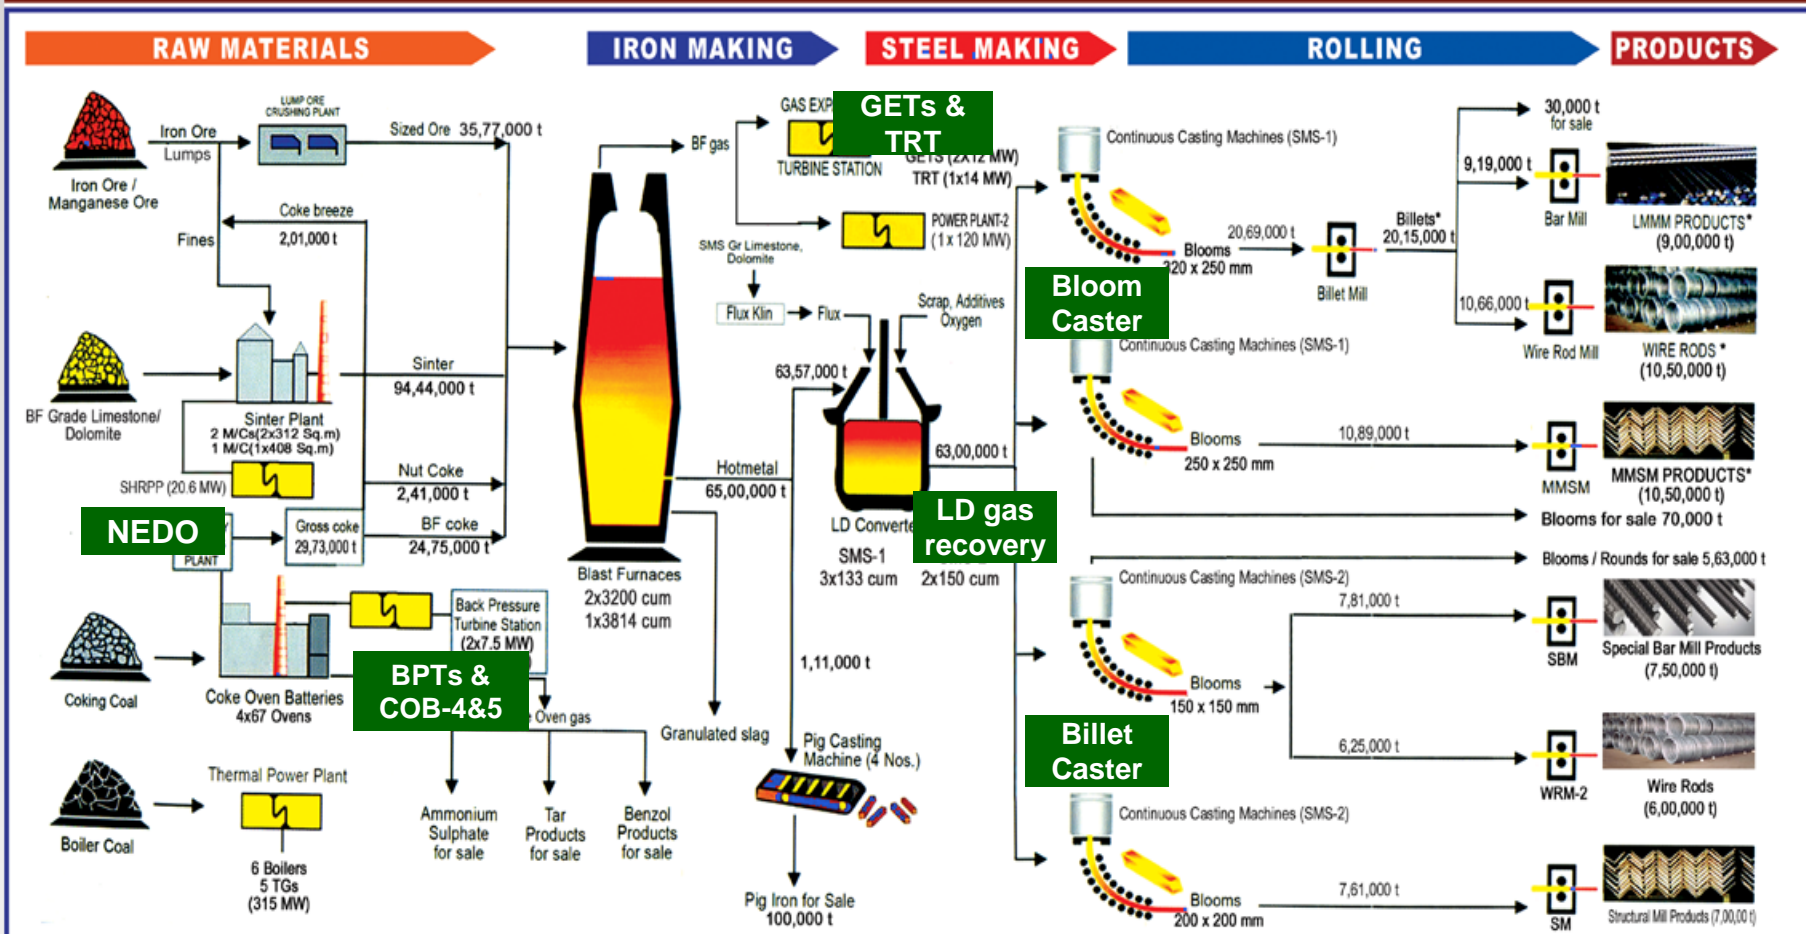 RAW MATERIALS
IRON MAKING
STEEL MAKING
ROLLING
PRODUCTS
Iron Ore
Lumps
Iron Ore /
Manganese Ore
LUMP ORE
CRUSHING PLANT
Sized Ore 35,77,000 t
Coke breeze
2,01,000 t
Fines
BF Grade Limestone/
Dolomite
Sinter Plant
2 M/Cs(2x312 Sq.m)
1 M/C(1x408 Sq.m)
Sinter
94,44,000 t
SHRPP (20.6 MW)
Nut Coke
2,41,000 t
NEDO
PLANT
Gross coke
29,73,000 t
BF coke
24,75,000 t
Coking Coal
Coke Oven Batteries
4x67 Ovens
Back Pressure
Turbine Station
(2x7.5 MW)
BPTs &
COB-4&5
Oven gas
Ammonium
Sulphate
for sale
Tar
Products
for sale
Benzol
Products
for sale
Boiler Coal
Thermal Power Plant
6 Boilers
5 TGs
(315 MW)
BF gas
GAS EXP
GETs &
TRT
TURBINE STATION
GETS (2X12 MW)
TRT (1x14 MW)
POWER PLANT-2
(1 x 120 MW)
SMS Gr Limestone,
Dolomite
Flux Klin
Flux
Scrap, Additives
Oxygen
63,57,000 t
Hotmetal
65,00,000 t
Blast Furnaces
2x3200 cum
1x3814 cum
Granulated slag
1,11,000 t
Pig Casting
Machine (4 Nos.)
Pig Iron for Sale
100,000 t
LD Converte
LD gas
recovery
SMS-1
3x133 cum
2x150 cum
63,00,000 t
Continuous Casting Machines (SMS-1)
Blooms
320 x 250 mm
Bloom
Caster
20,69,000 t
Billet Mill
Billets*
20,15,000 t
30,000 t
for sale
9,19,000 t
Bar Mill
LMMM PRODUCTS*
(9,00,000 t)
10,66,000 t
Wire Rod Mill
WIRE RODS *
(10,50,000 t)
Continuous Casting Machines (SMS-1)
Blooms
250 x 250 mm
10,89,000 t
MMSM
MMSM PRODUCTS*
(10,50,000 t)
Blooms for sale 70,000 t
Blooms / Rounds for sale 5,63,000 t
Continuous Casting Machines (SMS-2)
Blooms
150 x 150 mm
7,81,000 t
SBM
Special Bar Mill Products
(7,50,000 t)
6,25,000 t
WRM-2
Wire Rods
(6,00,000 t)
Billet
Caster
Continuous Casting Machines (SMS-2)
Blooms
200 x 200 mm
7,61,000 t
SM
Structural Mill Products (7,00,00 t)